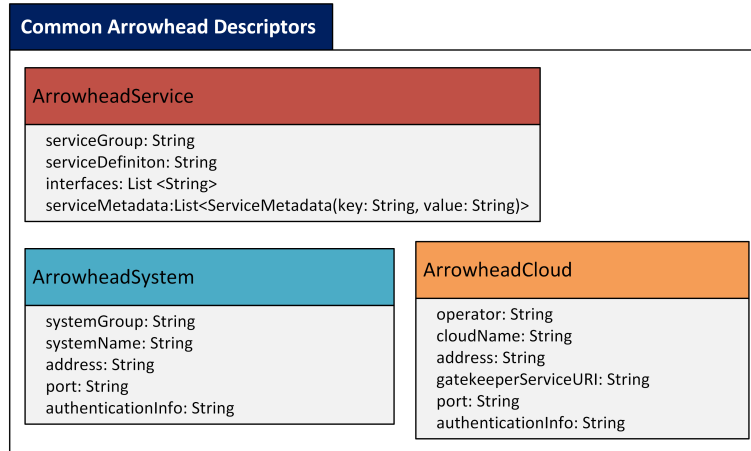 Common Arrowhead Descriptors
ArrowheadService
serviceGroup: String
serviceDefiniton: String
interfaces: List <String>
serviceMetadata:List<ServiceMetadata(key: String, value: String)>
ArrowheadSystem
systemGroup: String
systemName: String
address: String
port: String
authenticationInfo: String
ArrowheadCloud
operator: String
cloudName: String
address: String
gatekeeperServiceURI: String
port: String
authenticationInfo: String